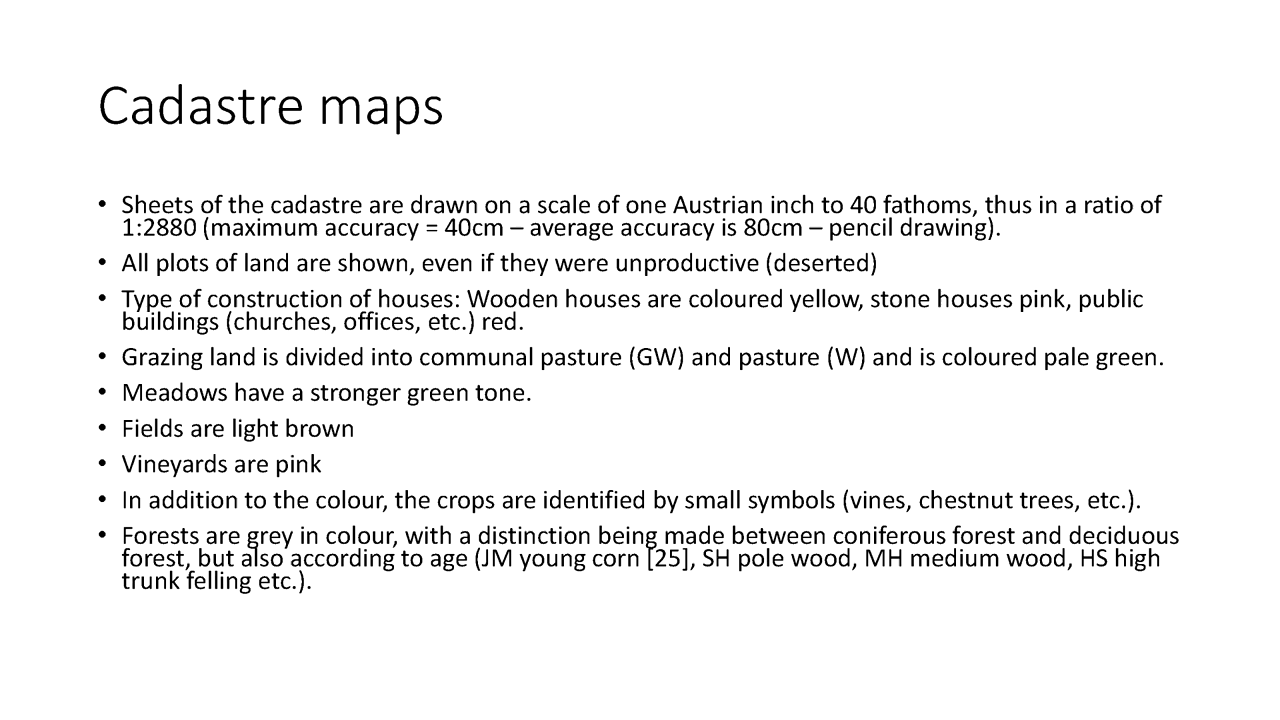 Cadastre maps
• Sheets of the cadastre are drawn on a scale of one Austrian inch to 40 fathoms, thus in a ratio of
1:2880 (maximum accuracy = 40cm – average accuracy is 80cm – pencil drawing).
• All plots of land are shown, even if they were unproductive (deserted)
• Type of construction of houses: Wooden houses are coloured yellow, stone houses pink, public
buildings (churches, offices, etc.) red.
• Grazing land is divided into communal pasture (GW) and pasture (W) and is coloured pale green.
• Meadows have a stronger green tone.
• Fields are light brown
• Vineyards are pink
• In addition to the colour, the crops are identified by small symbols (vines, chestnut trees, etc.).
• Forests are grey in colour, with a distinction being made between coniferous forest and deciduous
forest, but also according to age (JM young corn [25], SH pole wood, MH medium wood, HS high
trunk felling etc.).